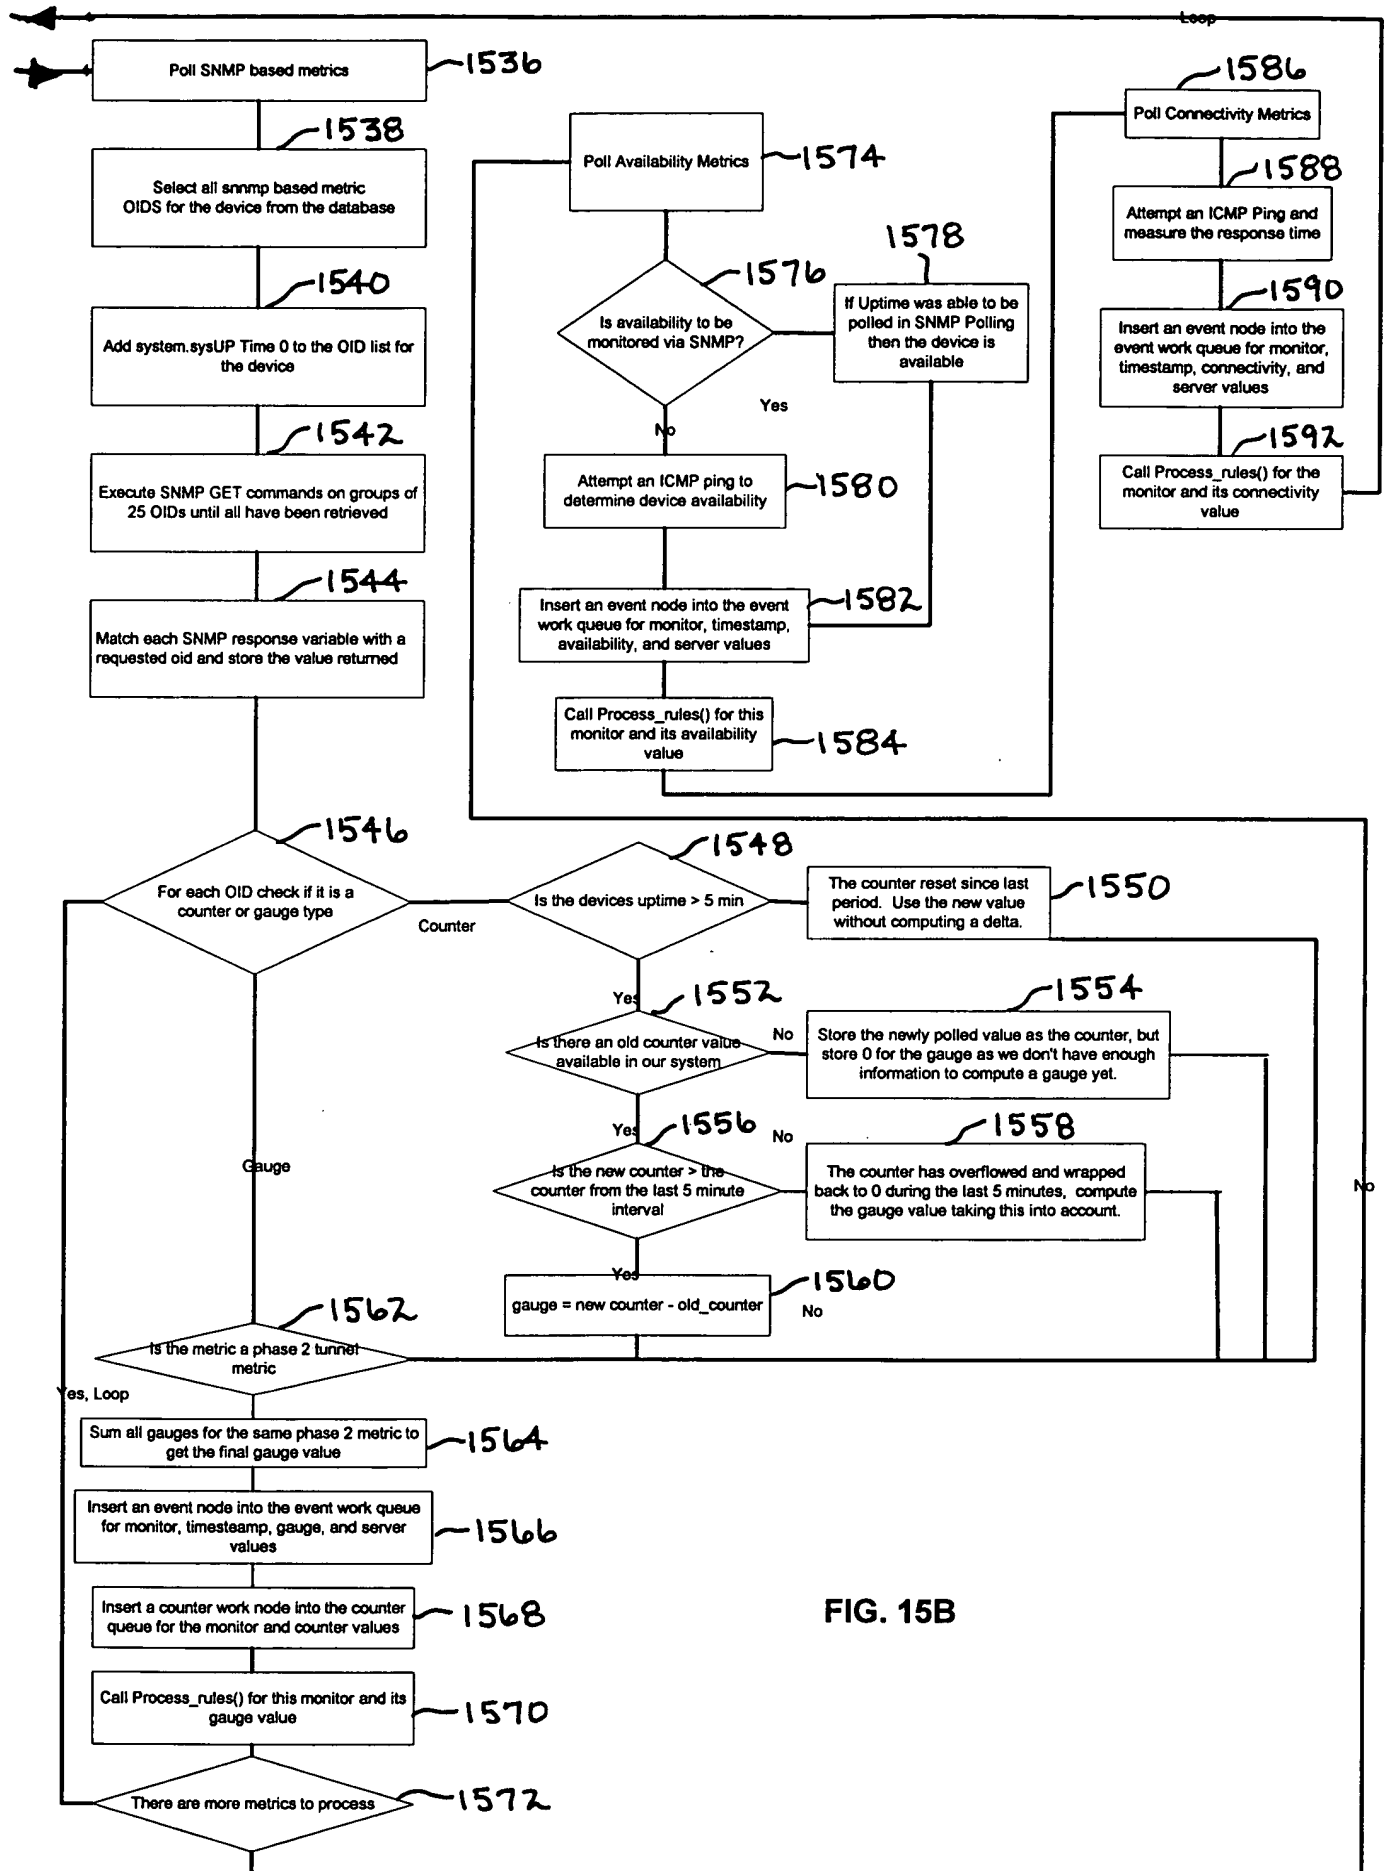 Loop
Poll SNMP based metrics
1536
1538
Select all snnmp based metric
OIDS for the device from the database
1540
Add system.sysUP Time 0 to the OID list for
the device
1542
Execute SNMP GET commands on groups of
25 OIDs until all have been retrieved
1544
Match each SNMP response variable with a
requested oid and store the value returned
Poll Availability Metrics
1574
1576
Is availability to be
monitored via SNMP?
1578
If Uptime was able to be
polled in SNMP Polling
then the device is
available
Yes
No
Attempt an ICMP ping to
determine device availability
1580
Insert an event node into the event
work queue for monitor, timestamp,
availability, and server values
1582
Call Process_rules() for this
monitor and its availability
value
1584
1586
Poll Connectivity Metrics
1588
Attempt an ICMP Ping and
measure the response time
1590
Insert an event node into the
event work queue for monitor,
timestamp, connectivity, and
server values
1592
Call Process_rules() for the
monitor and its connectivity
value
1546
For each OID check if it is a
counter or gauge type
Counter
1548
Is the devices uptime > 5 min
The counter reset since last
period. Use the new value
without computing a delta.
1550
Yes
1552
Is there an old counter value
available in our system
No
1554
Store the newly polled value as the counter, but
store 0 for the gauge as we don't have enough
information to compute a gauge yet.
Yes
1556
Is the new counter > the
counter from the last 5 minute
interval
No
1558
The counter has overflowed and wrapped
back to 0 during the last 5 minutes, compute
the gauge value taking this into account.
Gauge
No
Yes
1560
gauge = new counter - old_counter
No
1562
Is the metric a phase 2 tunnel
metric
Yes, Loop
Sum all gauges for the same phase 2 metric to
get the final gauge value
1564
Insert an event node into the event work queue
for monitor, timesteamp, gauge, and server
values
1566
Insert a counter work node into the counter
queue for the monitor and counter values
1568
Call Process_rules() for this monitor and its
gauge value
1570
There are more metrics to process
1572
FIG. 15B